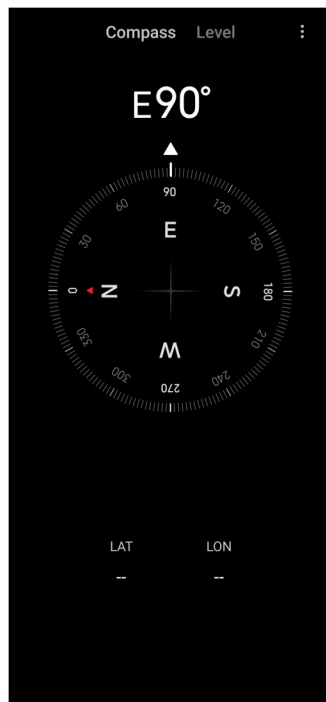 Compass Level
E90°
90
60 120
E
30 150
0 N S 180
330 210
W
300 240
270
LAT LON
-- --